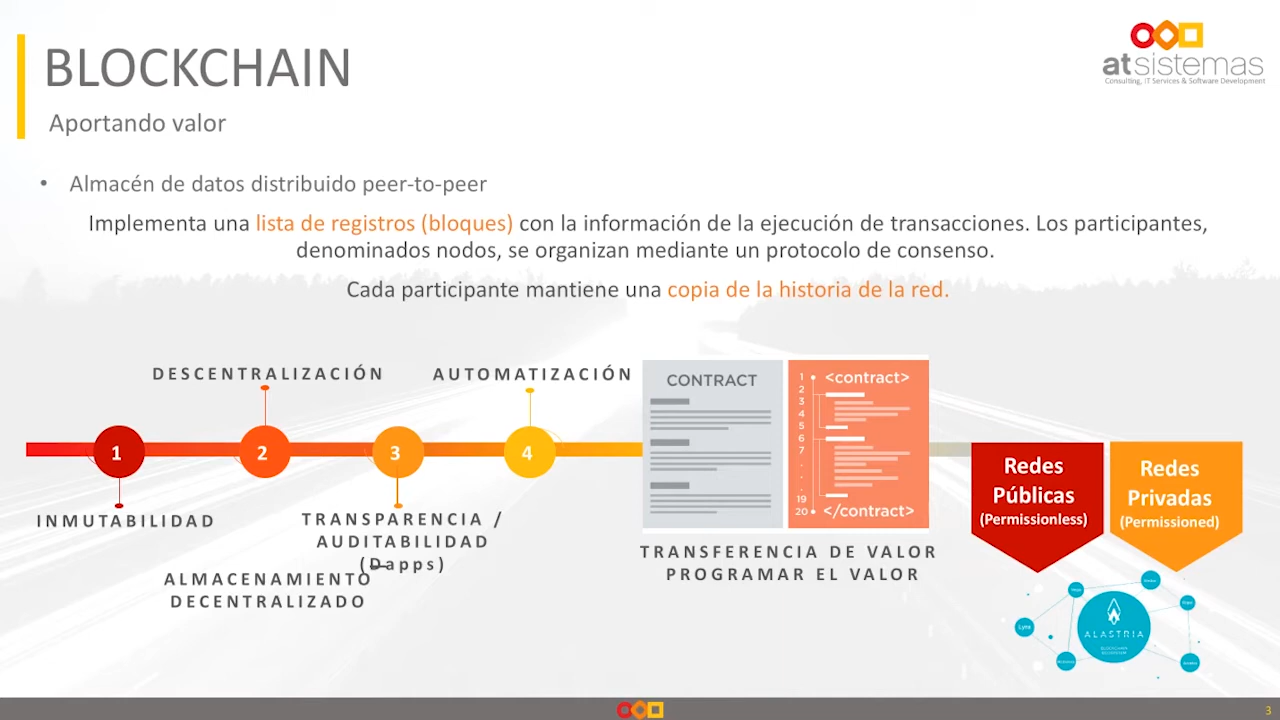 BLOCKCHAIN
Aportando valor
atsistemas
Consulting, IT Services & Software Development
• Almacén de datos distribuido peer-to-peer
Implementa una lista de registros (bloques) con la información de la ejecución de transacciones. Los participantes,
denominados nodos, se organizan mediante un protocolo de consenso.
Cada participante mantiene una copia de la historia de la red.
DESCENTRALIZACIÓN
AUTOMATIZACIÓN
1
2
3
4
INMUTABILIDAD
TRANSPARENCIA /
AUDITABILIDAD
(Dapps)
ALMACENAMIENTO
DECENTRALIZADO
CONTRACT
1
2
3
4
5
6
7
.
.
.
19
20
<contract>
</contract>
TRANSFERENCIA DE VALOR
PROGRAMAR EL VALOR
Redes
Públicas
(Permissionless)
Redes
Privadas
(Permissioned)
ALASTRIA
BLOCKCHAIN
ECOSYSTEM
Lyra
3